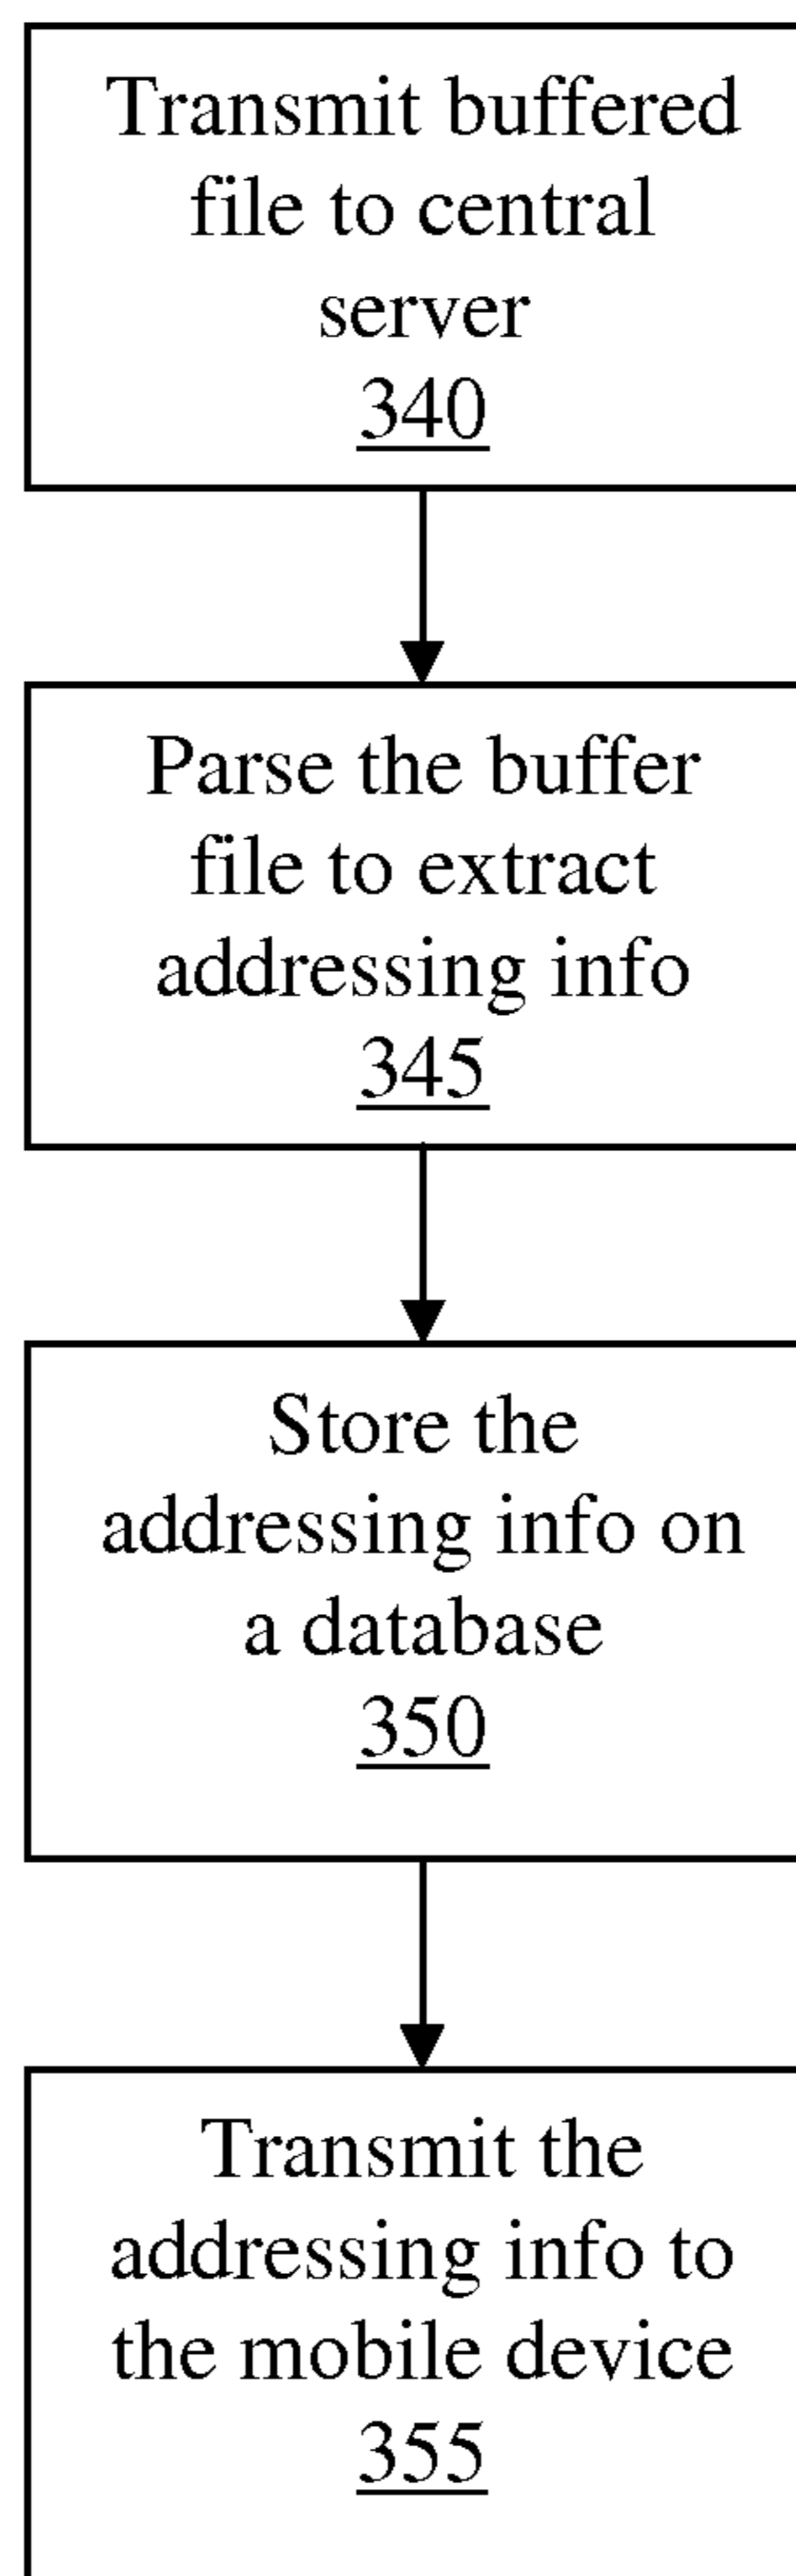 Transmit buffered
file to central
server
340
Parse the buffer
file to extract
addressing info
345
Store the
addressing info on
a database
350
Transmit the
addressing info to
the mobile device
355